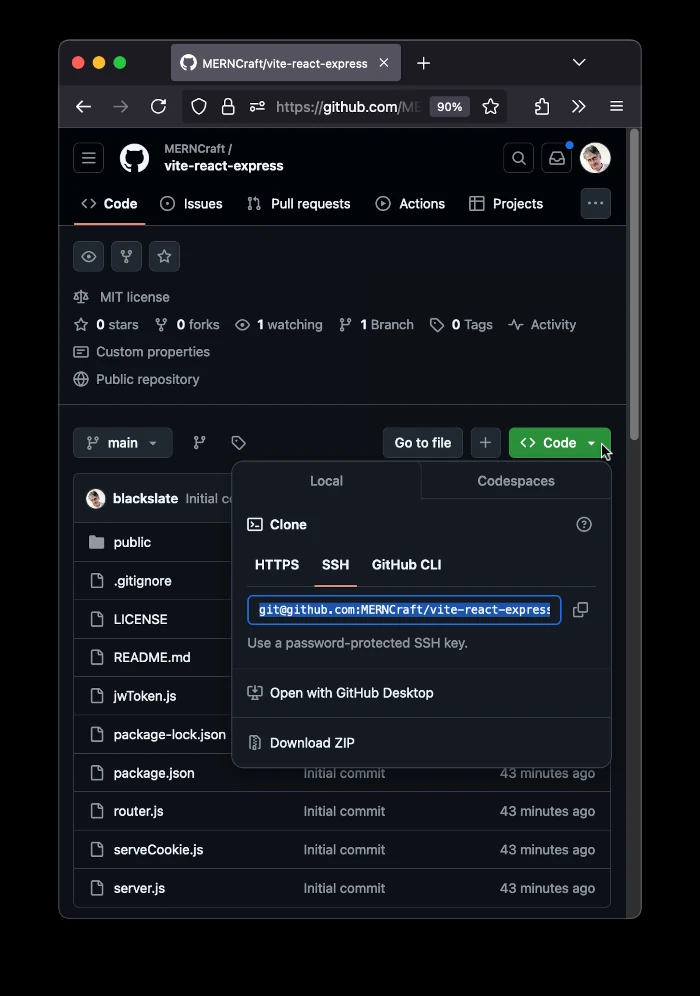 MERNCraft/vite-react-express
https://github.com/ME
90%
MERNCraft /
vite-react-express
Code Issues Pull requests Actions Projects
MIT license
0 stars 0 forks 1 watching 1 Branch 0 Tags Activity
Custom properties
Public repository
main Go to file Code
blackslate Initial c
Local Codespaces
Clone
HTTPS SSH GitHub CLI
git@github.com:MERNCraft/vite-react-express
Use a password-protected SSH key.
Open with GitHub Desktop
Download ZIP
public
.gitignore
LICENSE
README.md
jwToken.js
package-lock.json
package.json Initial commit 43 minutes ago
router.js Initial commit 43 minutes ago
serveCookie.js Initial commit 43 minutes ago
server.js Initial commit 43 minutes ago